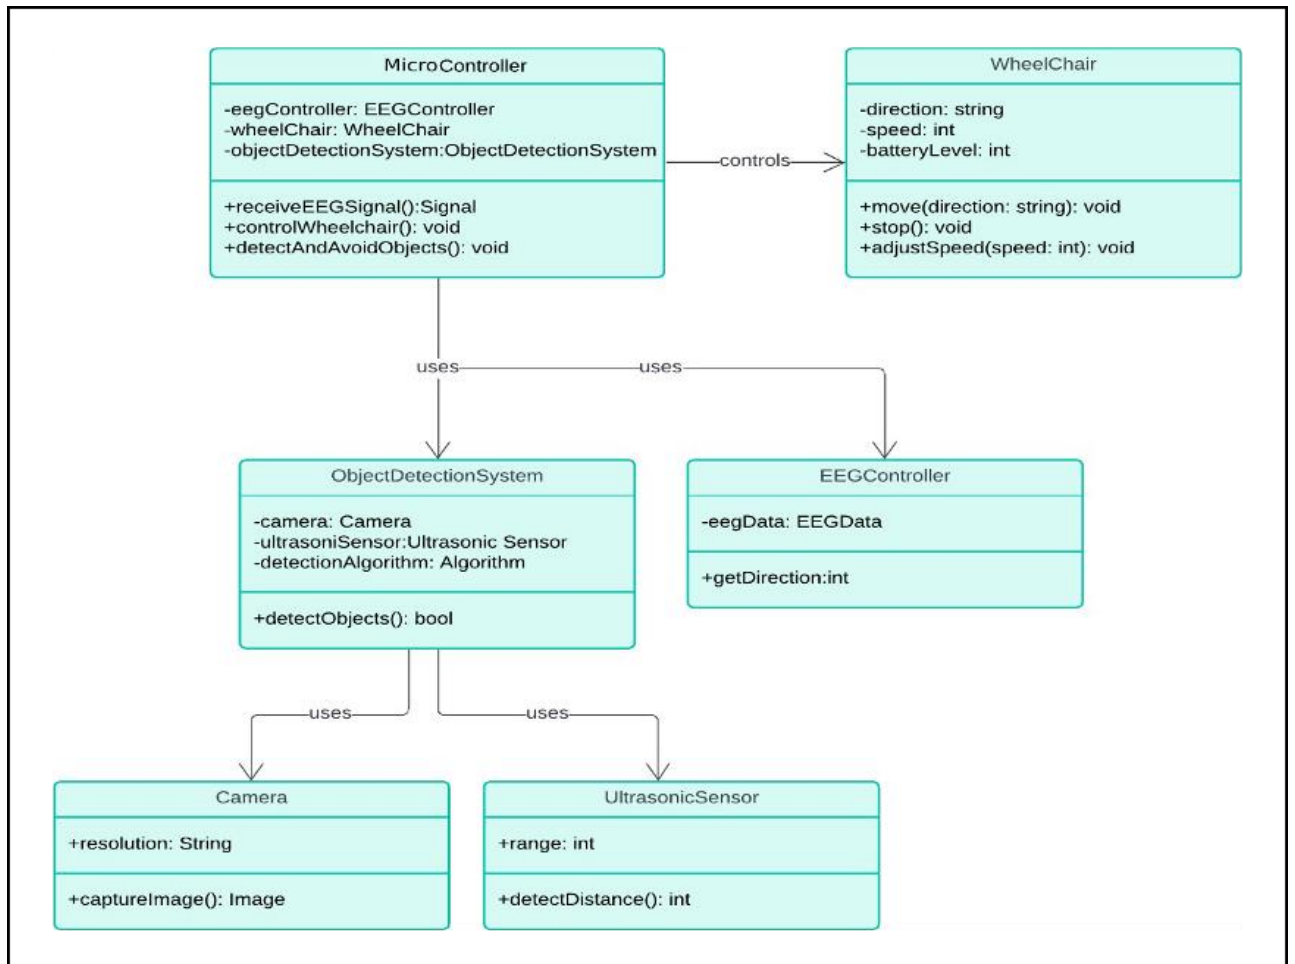 MicroController
-eegController: EEGController
-wheelChair: WheelChair
-objectDetectionSystem:ObjectDetectionSystem
+receiveEEGSignal():Signal
+controlWheelchair(): void
+detectAndAvoidObjects(): void
controls
WheelChair
-direction: string
-speed: int
-batteryLevel: int
+move(direction: string): void
+stop(): void
+adjustSpeed(speed: int): void
uses
uses
ObjectDetectionSystem
-camera: Camera
-ultrasoniSensor:Ultrasonic Sensor
-detectionAlgorithm: Algorithm
+detectObjects(): bool
EEGController
-eegData: EEGData
+getDirection:int
uses
uses
Camera
+resolution: String
+captureImage(): Image
UltrasonicSensor
+range: int
+detectDistance(): int